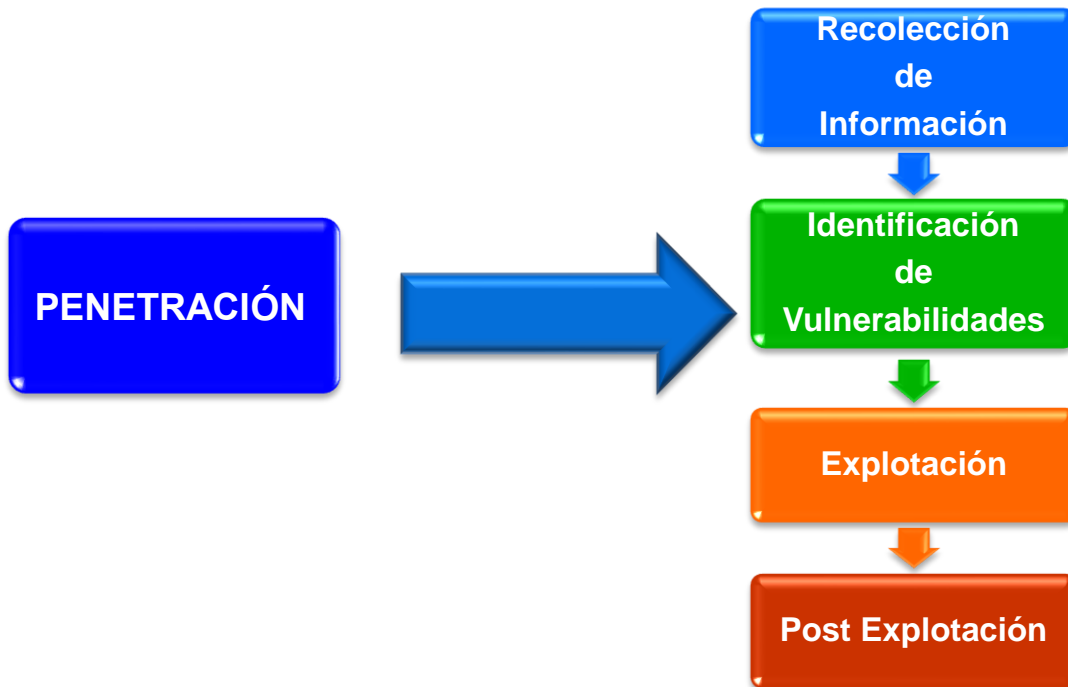 PENETRACIÓN
Recolección
de
Información
Identificación
de
Vulnerabilidades
Explotación
Post Explotación